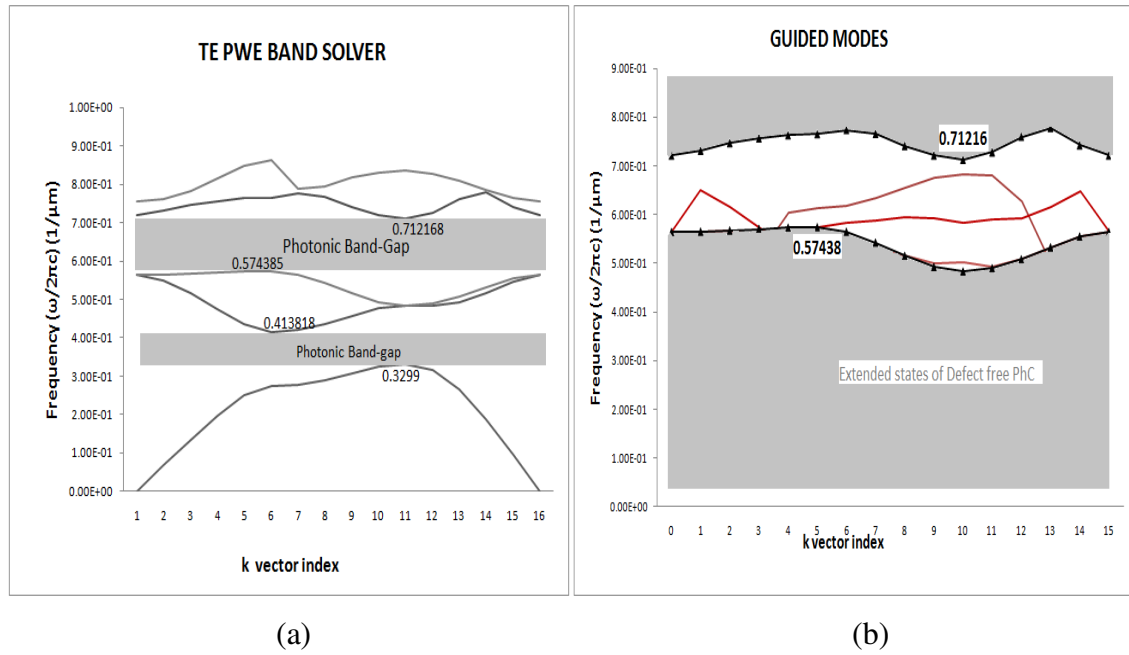 TE PWE BAND SOLVER
Frequency (ω/2πc) (1/μm)
1.00E+00
9.00E-01
8.00E-01
7.00E-01
6.00E-01
5.00E-01
4.00E-01
3.00E-01
2.00E-01
1.00E-01
0.00E+00
0.712168
Photonic Band-Gap
0.574385
0.413818
Photonic Band-gap
0.3299
1 2 3 4 5 6 7 8 9 10 11 12 13 14 15 16
k vector index
(a)
GUIDED MODES
Frequency (ω/2πc) (1/μm)
9.00E-01
8.00E-01
7.00E-01
6.00E-01
5.00E-01
4.00E-01
3.00E-01
2.00E-01
1.00E-01
0.00E+00
0.71216
0.57438
Extended states of Defect free PhC
0 1 2 3 4 5 6 7 8 9 10 11 12 13 14 15
k vector index
(b)